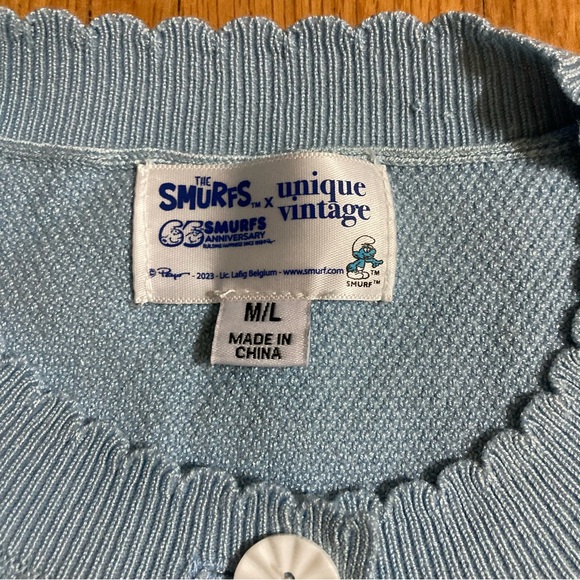 THE
SMURFS™ x unique
vintage
65 SMURFS
ANNIVERSARY
© Peyo - 2023 - Lic. Lafig Belgium - www.smurf.com
™
SMURF™
M/L
MADE IN
CHINA